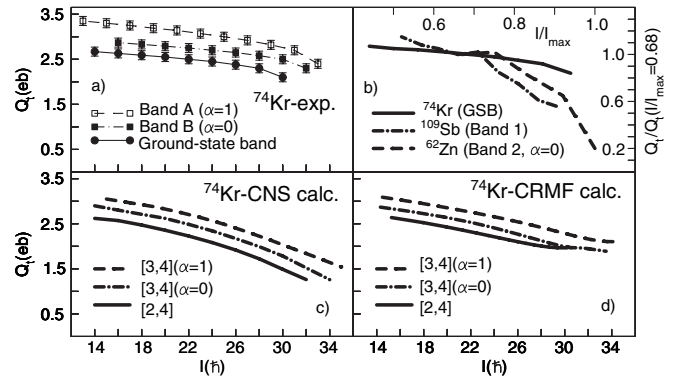 0.6 0.8 1.0
I/I_max
3.5
2.5
1.5
0.5
Q_t(eb)
a)
⁷⁴Kr-exp.
Band A (α=1)
Band B (α=0)
Ground-state band
b)
⁷⁴Kr (GSB)
¹⁰⁹Sb (Band 1)
⁶²Zn (Band 2, α=0)
1.0
0.6
0.2
Q_t/Q_t(I/I_max=0.68)
⁷⁴Kr-CNS calc.
3.5
2.5
1.5
0.5
Q_t(eb)
[3,4](α=1)
[3,4](α=0)
[2,4]
c)
14 18 22 26 30 34
I(ħ)
⁷⁴Kr-CRMF calc.
[3,4](α=1)
[3,4](α=0)
[2,4]
d)
14 18 22 26 30 34
I(ħ)